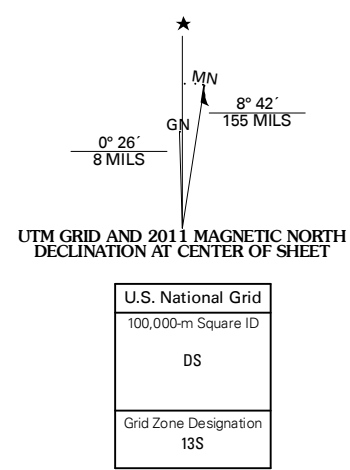 ★
MN
GN
8° 42´
155 MILS
0° 26´
8 MILS
UTM GRID AND 2011 MAGNETIC NORTH
DECLINATION AT CENTER OF SHEET
U.S. National Grid
100,000-m Square ID
DS
Grid Zone Designation
13S